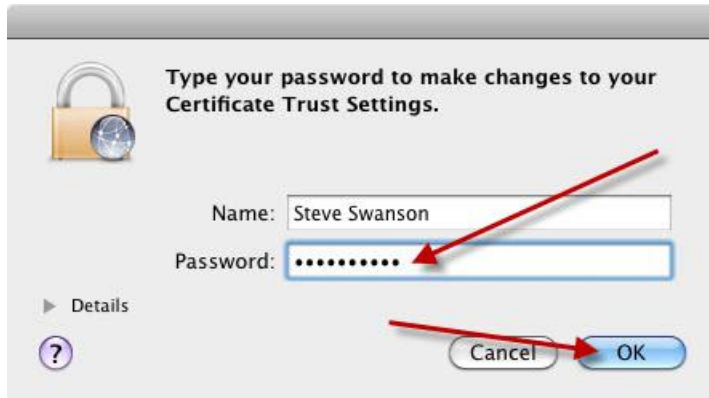 Type your password to make changes to your
Certificate Trust Settings.
Name: Steve Swanson
Password: ••••••••••
Details
?
Cancel OK